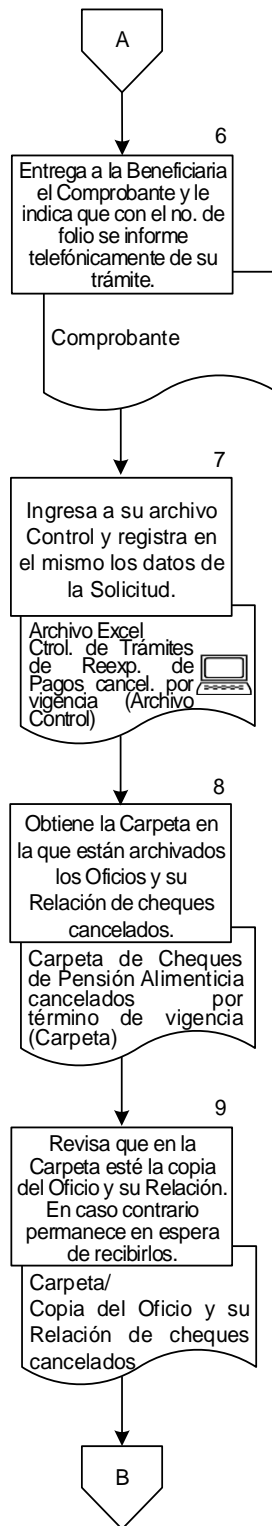 A
6
Entrega a la Beneficiaria
el Comprobante y le
indica que con el no. de
folio se informe
telefónicamente de su
trámite.
Comprobante
7
Ingresa a su archivo
Control y registra en
el mismo los datos de
la Solicitud.
Archivo Excel
Ctrol. de Trámites
de Reexp. de
Pagos cancel. por
vigencia (Archivo
Control)
8
Obtiene la Carpeta en
la que están archivados
los Oficios y su
Relación de cheques
cancelados.
Carpeta de Cheques
de Pensión Alimenticia
cancelados por
término de vigencia
(Carpeta)
9
Revisa que en la
Carpeta esté la copia
del Oficio y su Relación.
En caso contrario
permanece en espera
de recibirlos.
Carpeta/
Copia del Oficio y su
Relación de cheques
cancelados
B